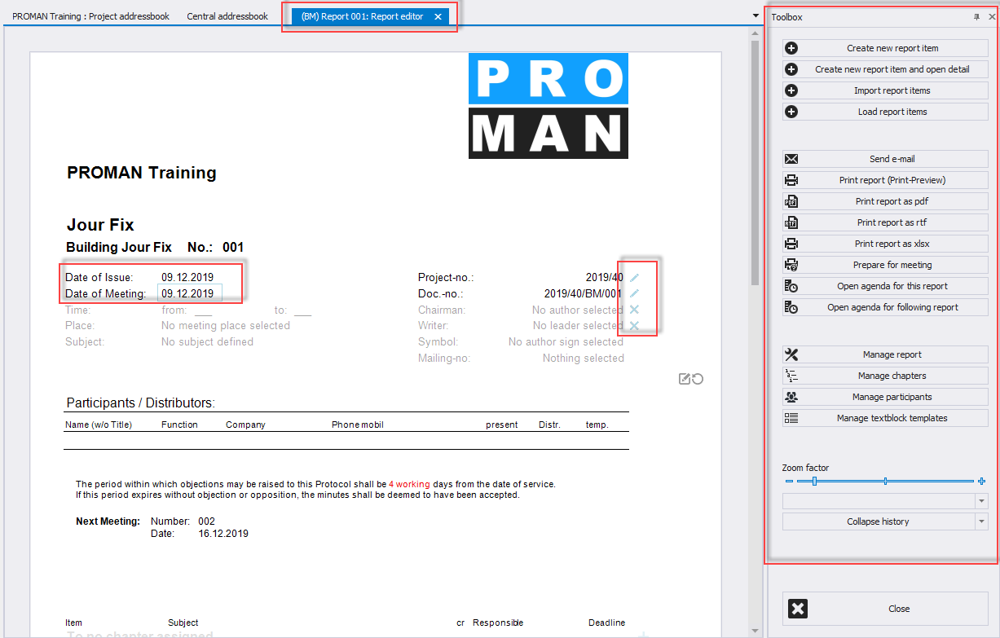 PROMAN Training : Project addressbook Central addressbook (BM) Report 001: Report editor
PRO
MAN
PROMAN Training
Jour Fix
Building Jour Fix No.: 001
Date of Issue: 09.12.2019 Project-no.: 2019/40
Date of Meeting: 09.12.2019 Doc.-no.: 2019/40/BM/001
Time: from: ___ to: ___ Chairman: No author selected
Place: No meeting place selected Writer: No leader selected
Subject: No subject defined Symbol: No author sign selected
Mailing-no: Nothing selected
Participants / Distributors:
Name (w/o Title) Function Company Phone mobil present Distr. temp.
The period within which objections may be raised to this Protocol shall be 4 working days from the date of service.
If this period expires without objection or opposition, the minutes shall be deemed to have been accepted.
Next Meeting: Number: 002
Date: 16.12.2019
Item Subject cr Responsible Deadline
To no chapter assigned
Toolbox
Create new report item
Create new report item and open detail
Import report items
Load report items
Send e-mail
Print report (Print-Preview)
PDF Print report as pdf
RTF Print report as rtf
Print report as xlsx
Prepare for meeting
Open agenda for this report
Open agenda for following report
Manage report
Manage chapters
Manage participants
Manage textblock templates
Zoom factor
Collapse history
Close